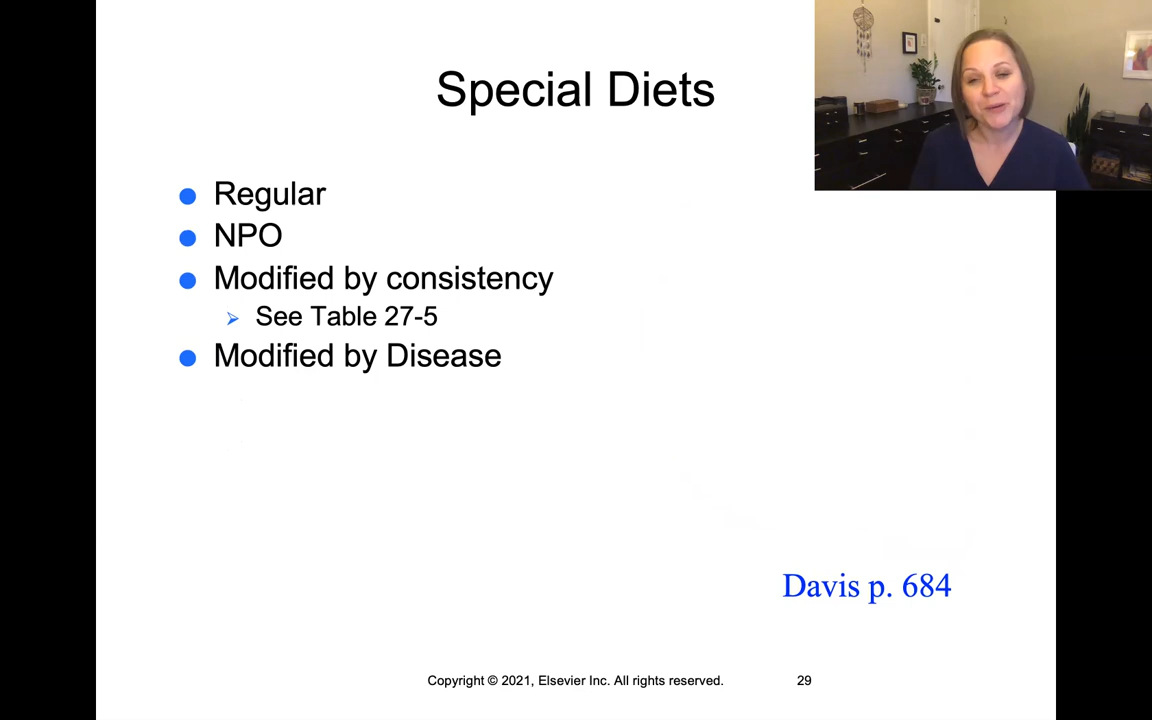 Special Diets
Regular
NPO
Modified by consistency
See Table 27-5
Modified by Disease
Davis p. 684
Copyright © 2021, Elsevier Inc. All rights reserved.
29